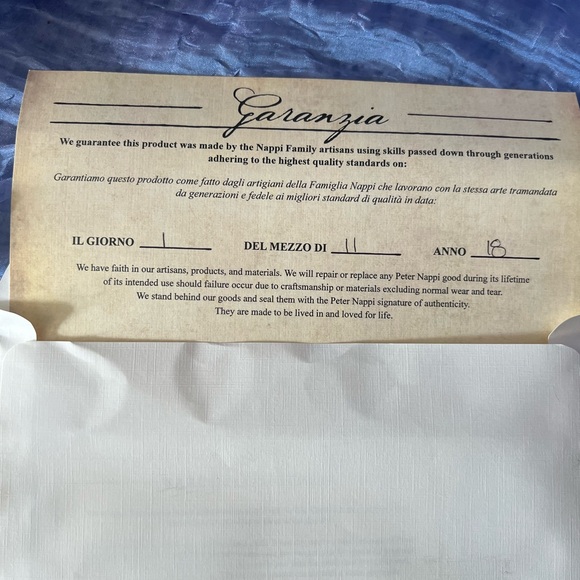 Garanzia
We guarantee this product was made by the Nappi Family artisans using skills passed down through generations
adhering to the highest quality standards on:
Garantiamo questo prodotto come fatto dagli artigiani della Famiglia Nappi che lavorano con la stessa arte tramandata
da generazioni e fedele ai migliori standard di qualità in data:
IL GIORNO 1 DEL MEZZO DI 11 ANNO 18
We have faith in our artisans, products, and materials. We will repair or replace any Peter Nappi good during its lifetime
of its intended use should failure occur due to craftsmanship or materials excluding normal wear and tear.
We stand behind our goods and seal them with the Peter Nappi signature of authenticity.
They are made to be lived in and loved for life.